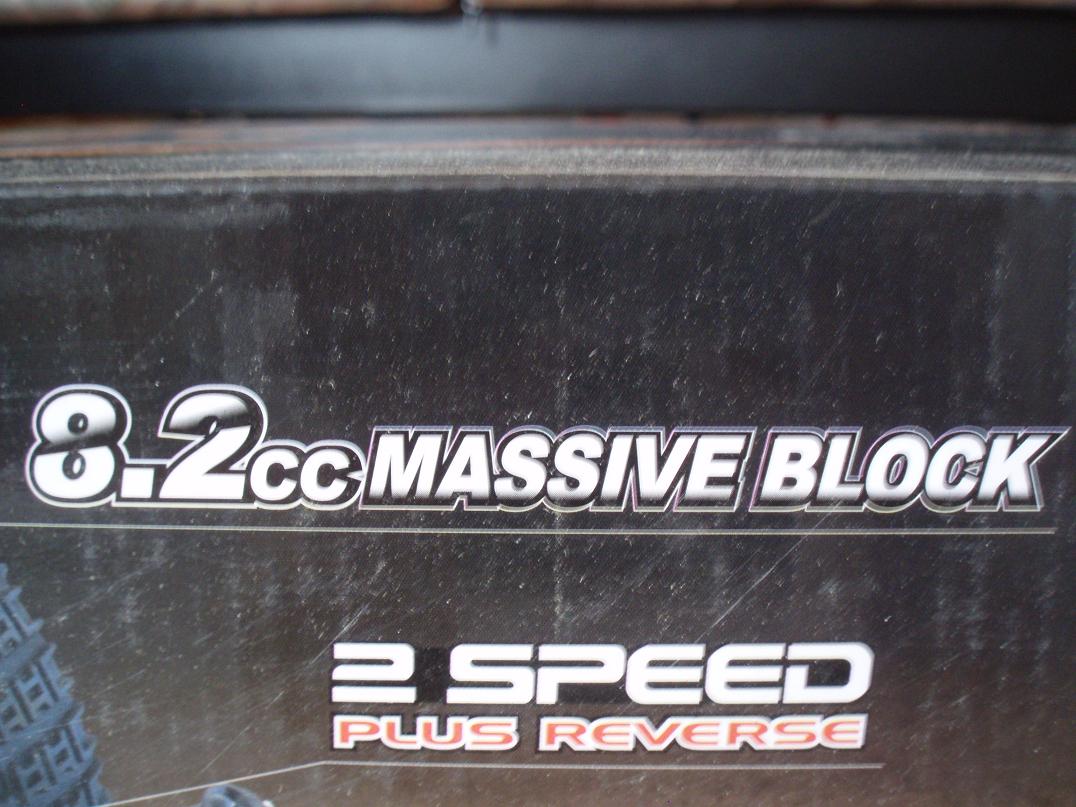 8.2cc MASSIVE BLOCK
2 SPEED
PLUS REVERSE